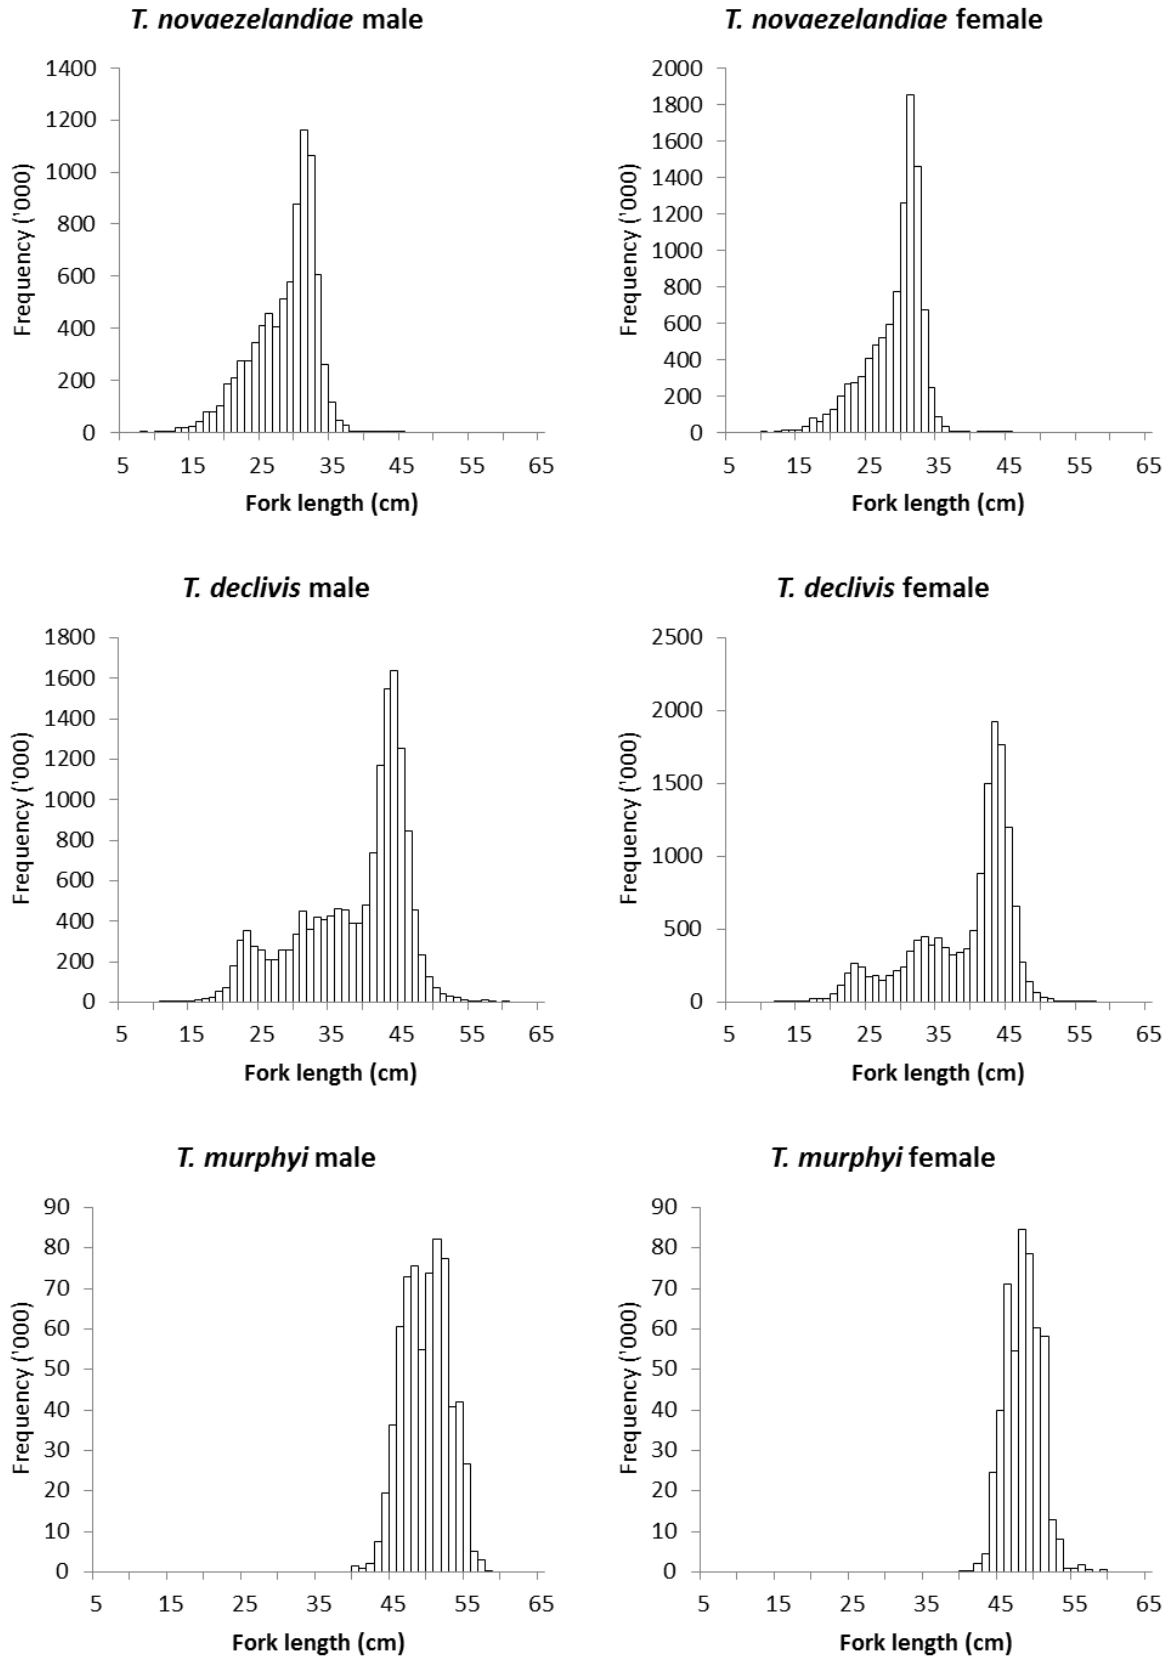 T. novaezelandiae male
1400
1200
1000
800
600
400
200
0
Frequency ('000)
5 15 25 35 45 55 65
Fork length (cm)
T. novaezelandiae female
2000
1800
1600
1400
1200
1000
800
600
400
200
0
Frequency ('000)
5 15 25 35 45 55 65
Fork length (cm)
T. declivis male
1800
1600
1400
1200
1000
800
600
400
200
0
Frequency ('000)
5 15 25 35 45 55 65
Fork length (cm)
T. declivis female
2500
2000
1500
1000
500
0
Frequency ('000)
5 15 25 35 45 55 65
Fork length (cm)
T. murphyi male
90
80
70
60
50
40
30
20
10
0
Frequency ('000)
5 15 25 35 45 55 65
Fork length (cm)
T. murphyi female
90
80
70
60
50
40
30
20
10
0
Frequency ('000)
5 15 25 35 45 55 65
Fork length (cm)